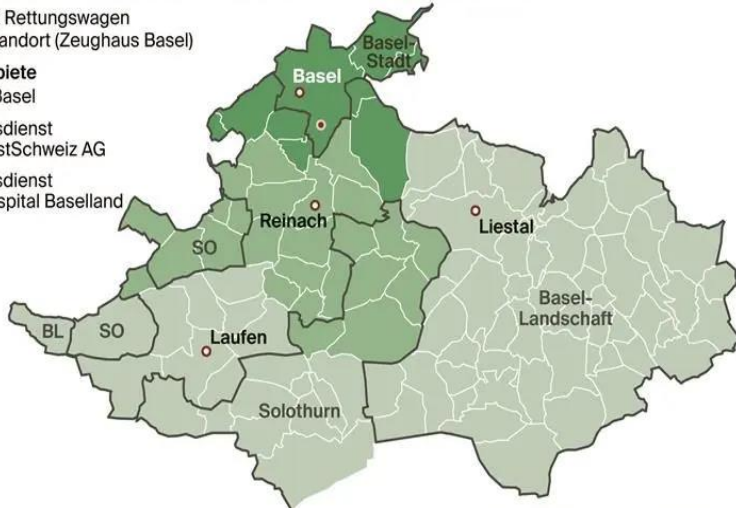 Rettungswagen
andort (Zeughaus Basel)
biete
Basel
sdienst
stSchweiz AG
sdienst
spital Baselland
Basel-
Stadt
Basel
Reinach
Liestal
SO
Basel-
Landschaft
BL
SO
Laufen
Solothurn